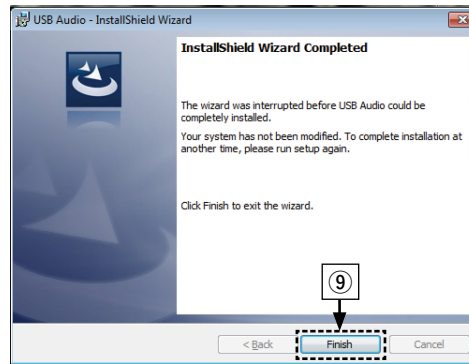 USB Audio - InstallShield Wizard
InstallShield Wizard Completed
The wizard was interrupted before USB Audio could be
completely installed.
Your system has not been modified. To complete installation at
another time, please run setup again.
Click Finish to exit the wizard.
⑨
< Back Finish Cancel